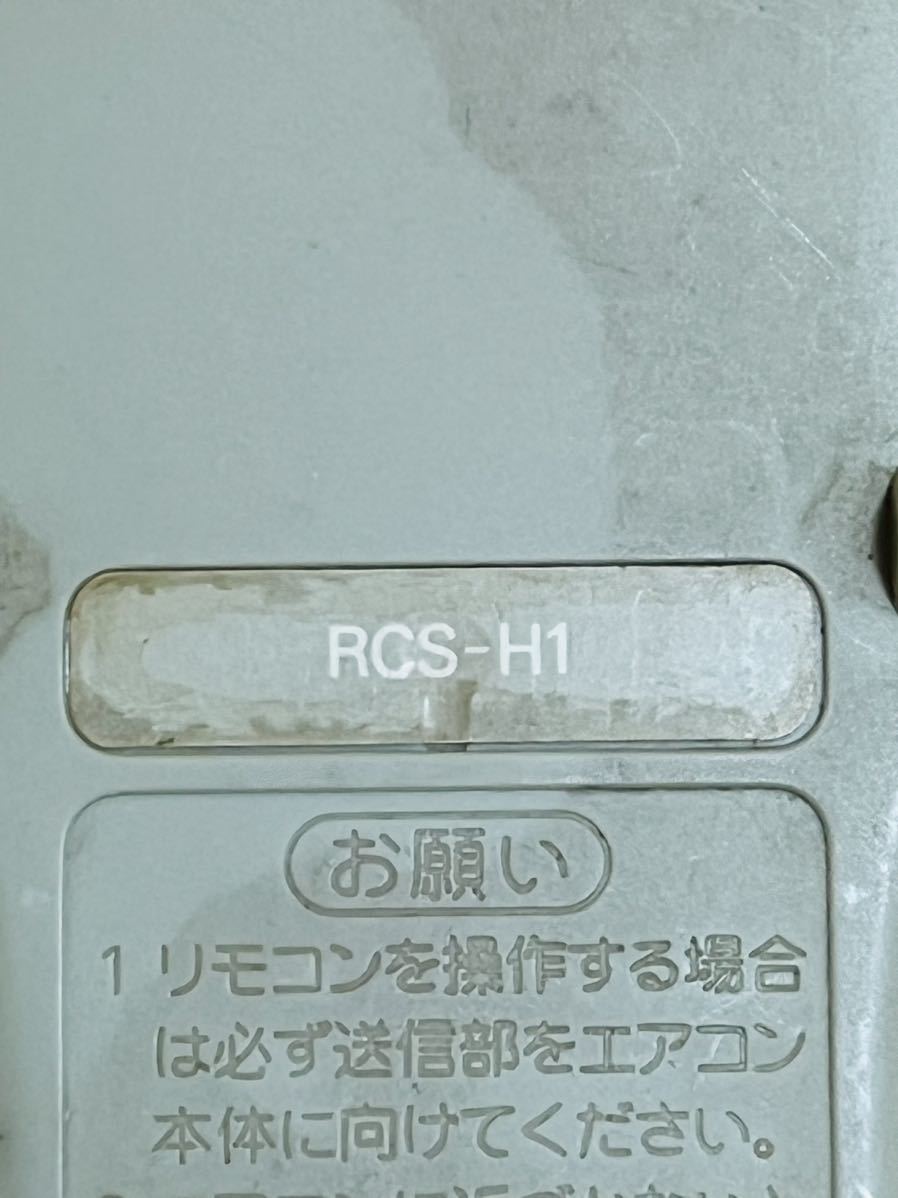 RCS-H1
お願い
1 リモコンを操作する場合
は必ず送信部をエアコン
本体に向けてください。